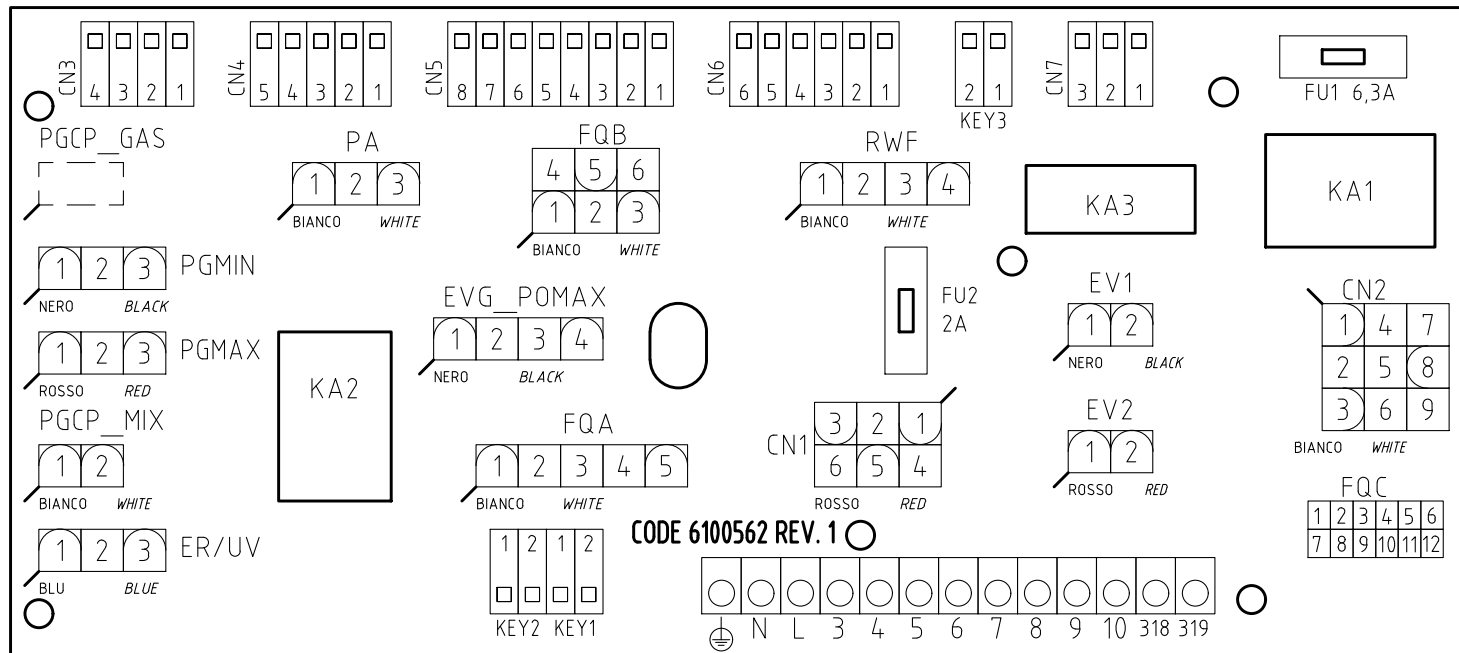 CN3
4 3 2 1
CN4
5 4 3 2 1
CN5
8 7 6 5 4 3 2 1
CN6
6 5 4 3 2 1
2 1
KEY3
CN7
3 2 1
FU1 6,3A
PGCP_GAS
PA
1 2 3
BIANCO WHITE
FQB
4 5 6
1 2 3
BIANCO WHITE
RWF
1 2 3 4
BIANCO WHITE
KA3
KA1
1 2 3 PGMIN
NERO BLACK
EVG_POMAX
1 2 3 4
NERO BLACK
FU2
2A
EV1
1 2
NERO BLACK
CN2
1 4 7
2 5 8
3 6 9
BIANCO WHITE
1 2 3 PGMAX
ROSSO RED
KA2
PGCP_MIX
1 2
BIANCO WHITE
FQA
1 2 3 4 5
BIANCO WHITE
CN1
3 2 1
6 5 4
ROSSO RED
EV2
1 2
ROSSO RED
FQC
1 2 3 4 5 6
7 8 9 10 11 12
1 2 3 ER/UV
BLU BLUE
CODE 6100562 REV. 1
1 2 1 2
KEY2 KEY1
N L 3 4 5 6 7 8 9 10 318 319